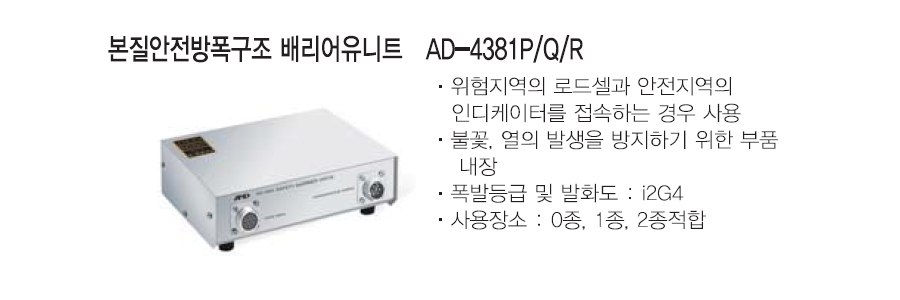 본질안전방폭구조 배리어유니트 AD-4381P/Q/R
· 위험지역의 로드셀과 안전지역의
인디케이터를 접속하는 경우 사용
· 불꽃, 열의 발생을 방지하기 위한 부품
내장
· 폭발등급 및 발화도 : i2G4
· 사용장소 : 0종, 1종, 2종적합
AND